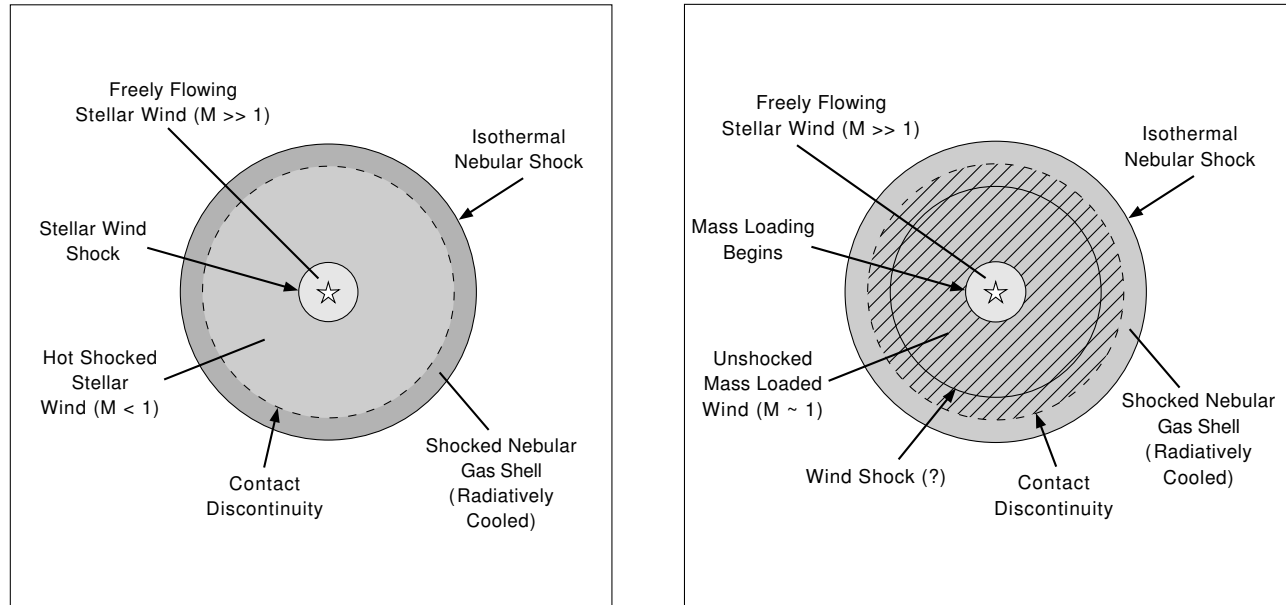 Freely Flowing
Stellar Wind (M >> 1)
Isothermal
Nebular Shock
Stellar Wind
Shock
Hot Shocked
Stellar
Wind (M < 1)
Contact
Discontinuity
Shocked Nebular
Gas Shell
(Radiatively
Cooled)
Freely Flowing
Stellar Wind (M >> 1)
Isothermal
Nebular Shock
Mass Loading
Begins
Unshocked
Mass Loaded
Wind (M ~ 1)
Wind Shock (?)
Contact
Discontinuity
Shocked Nebular
Gas Shell
(Radiatively
Cooled)